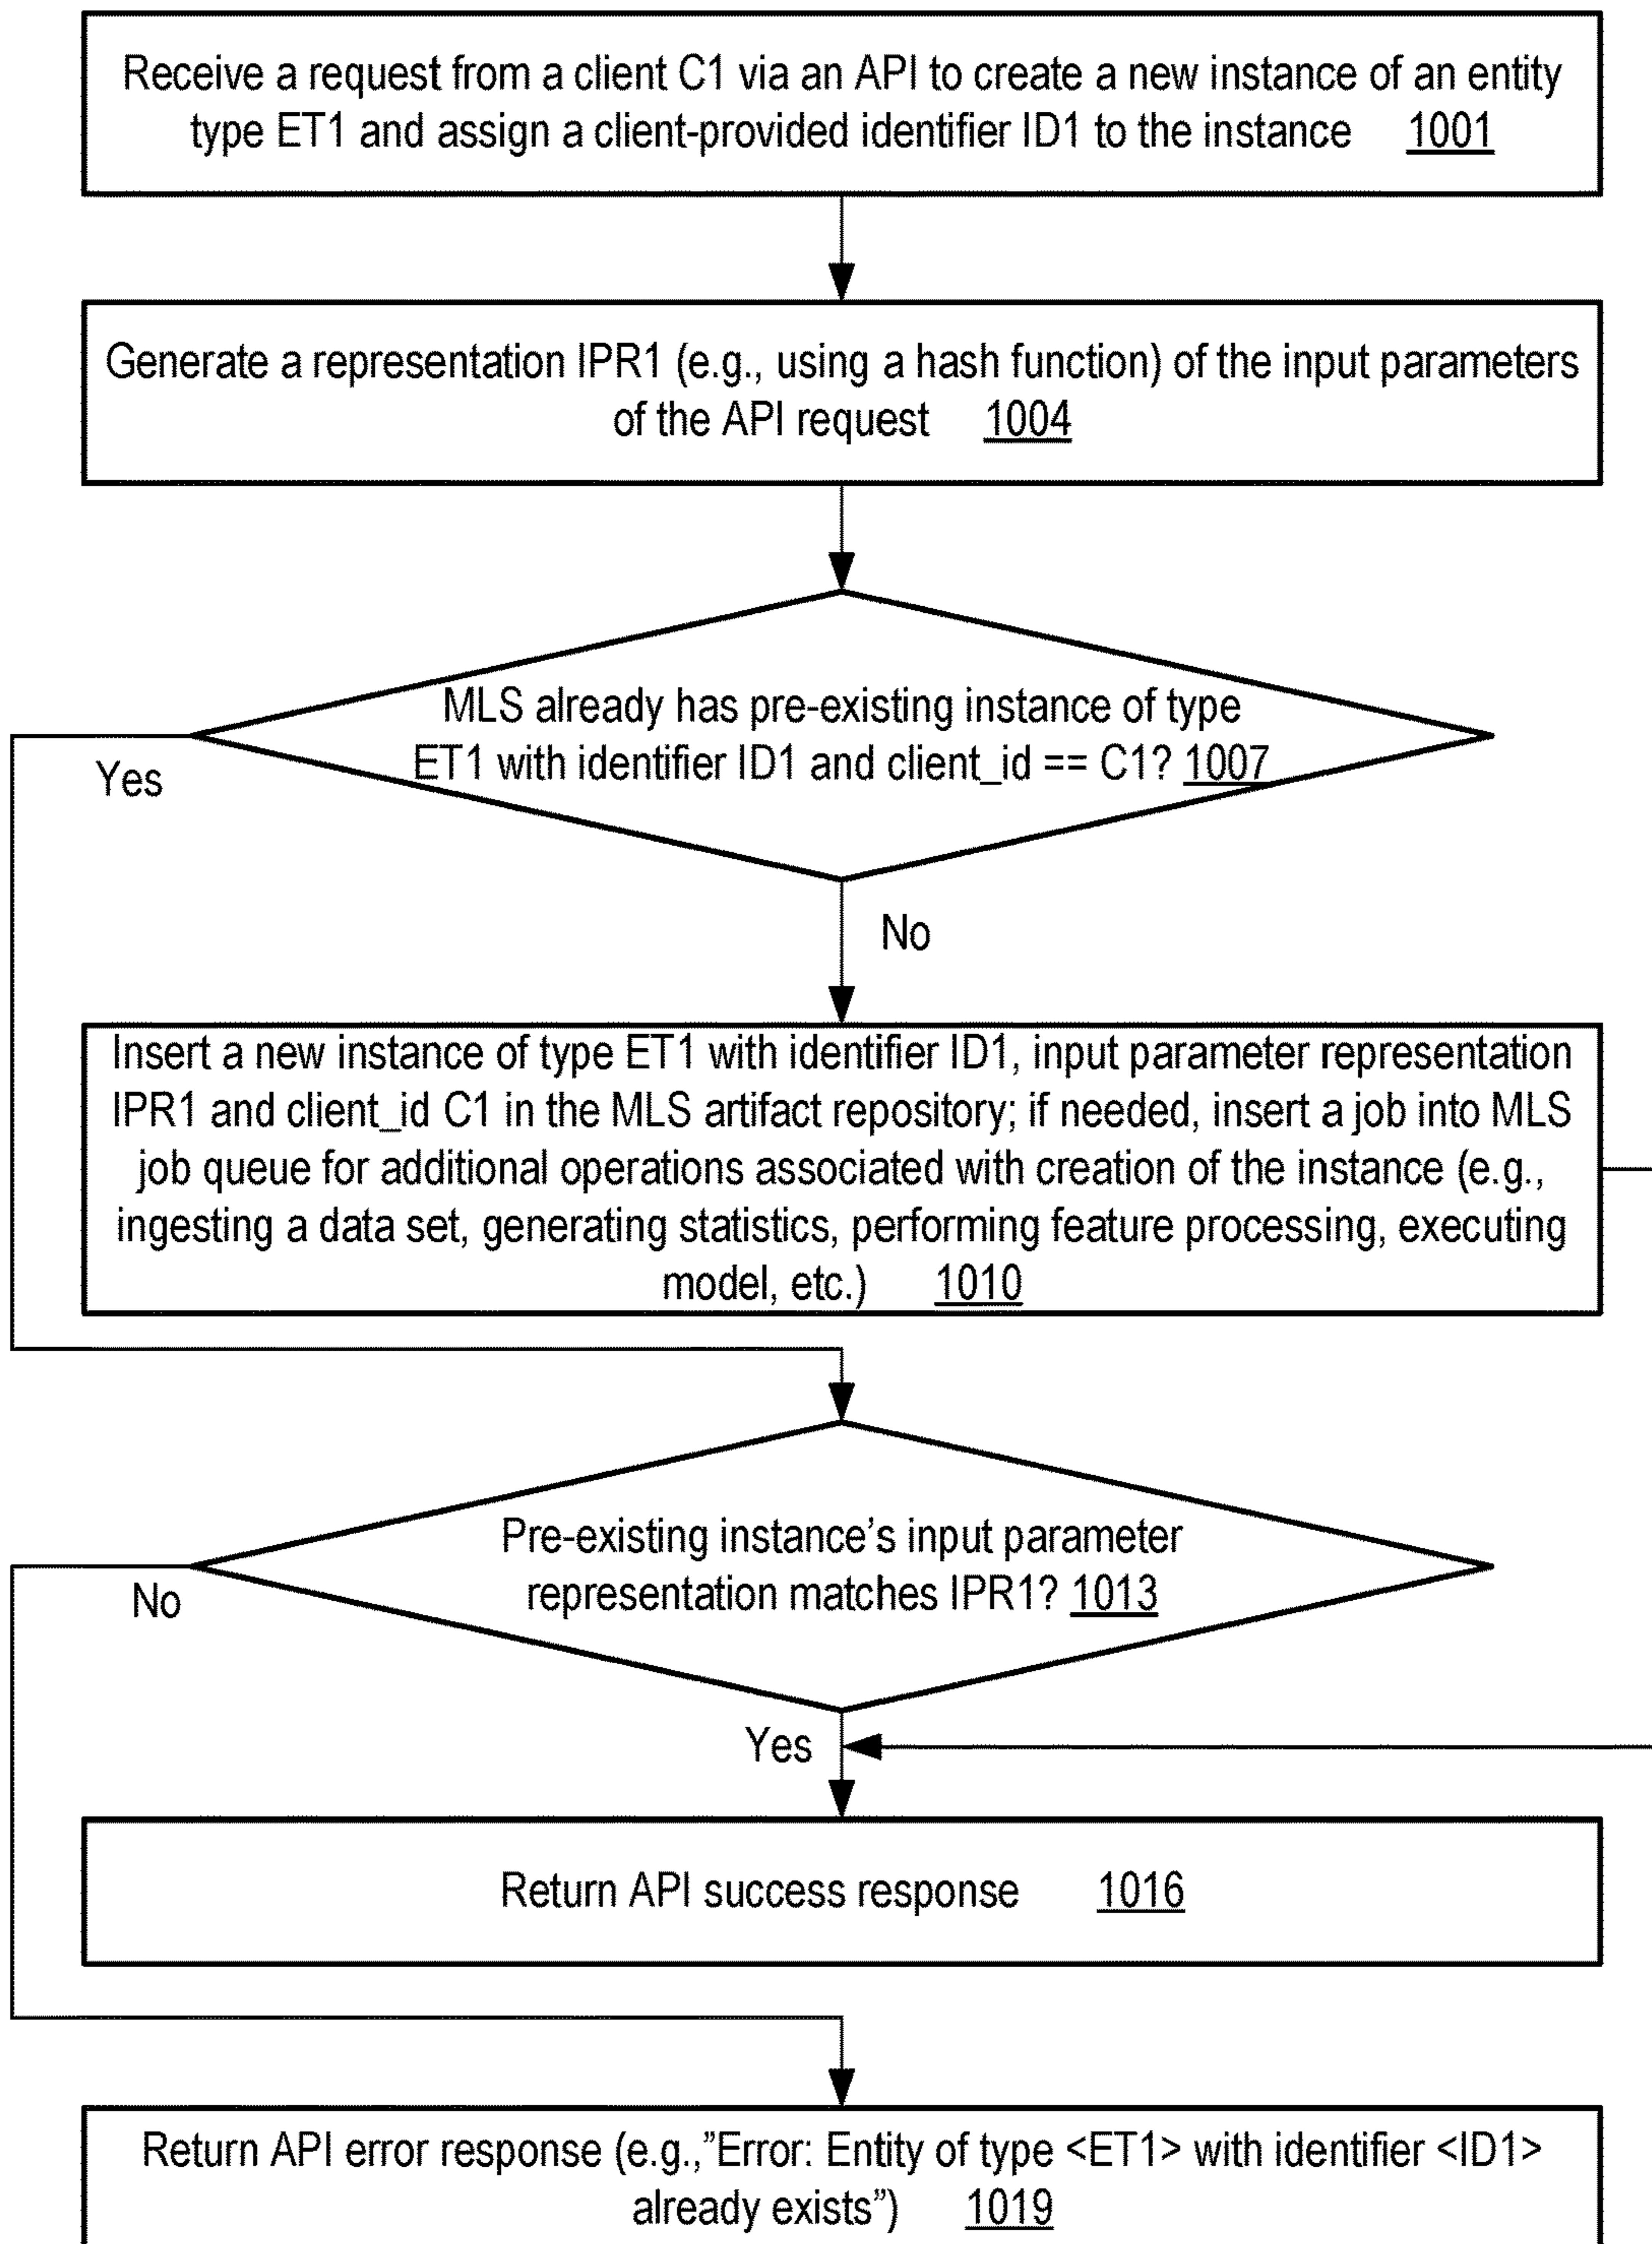 Receive a request from a client C1 via an API to create a new instance of an entity
type ET1 and assign a client-provided identifier ID1 to the instance 1001
Generate a representation IPR1 (e.g., using a hash function) of the input parameters
of the API request 1004
MLS already has pre-existing instance of type
ET1 with identifier ID1 and client_id == C1? 1007
Yes
No
Insert a new instance of type ET1 with identifier ID1, input parameter representation
IPR1 and client_id C1 in the MLS artifact repository; if needed, insert a job into MLS
job queue for additional operations associated with creation of the instance (e.g.,
ingesting a data set, generating statistics, performing feature processing, executing
model, etc.) 1010
Pre-existing instance’s input parameter
representation matches IPR1? 1013
No
Yes
Return API success response 1016
Return API error response (e.g.,”Error: Entity of type <ET1> with identifier <ID1>
already exists”) 1019